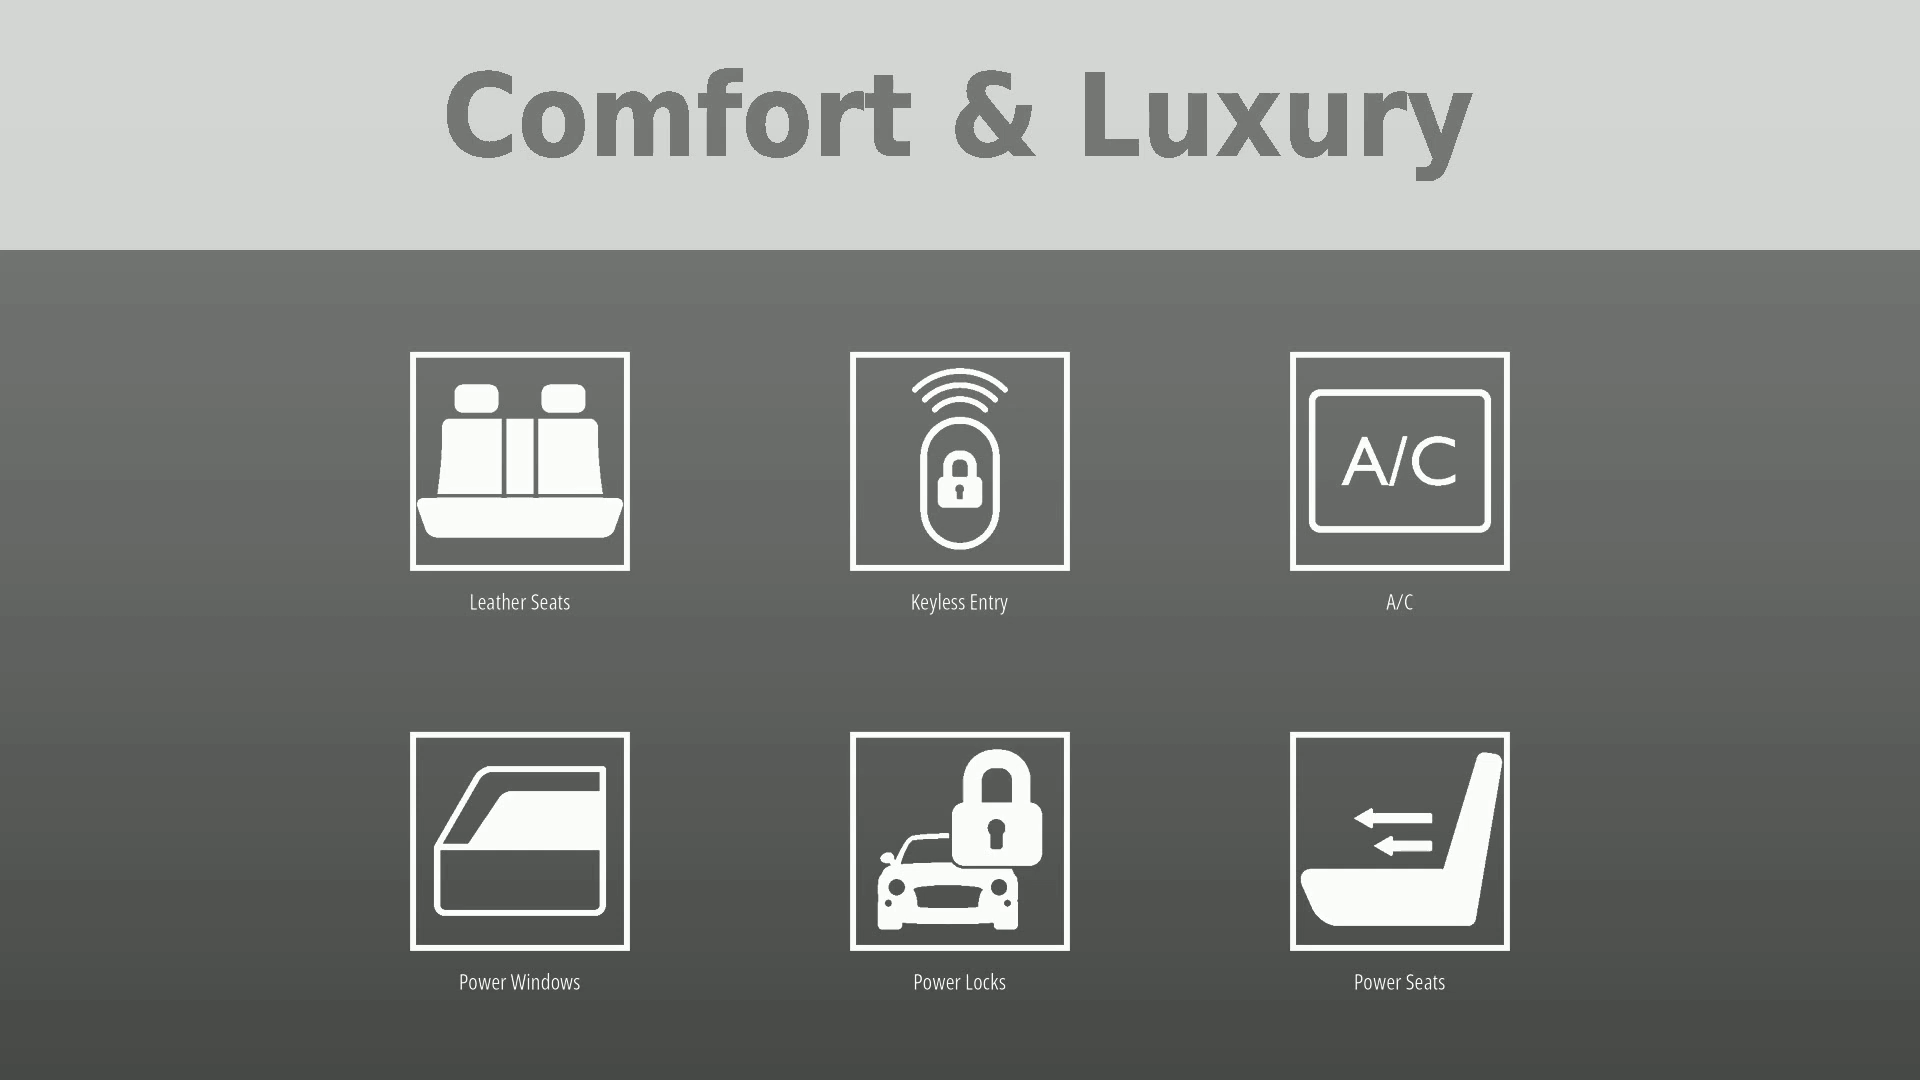 Comfort & Luxury
A/C
Leather Seats
Keyless Entry
A/C
Power Windows
Power Locks
Power Seats